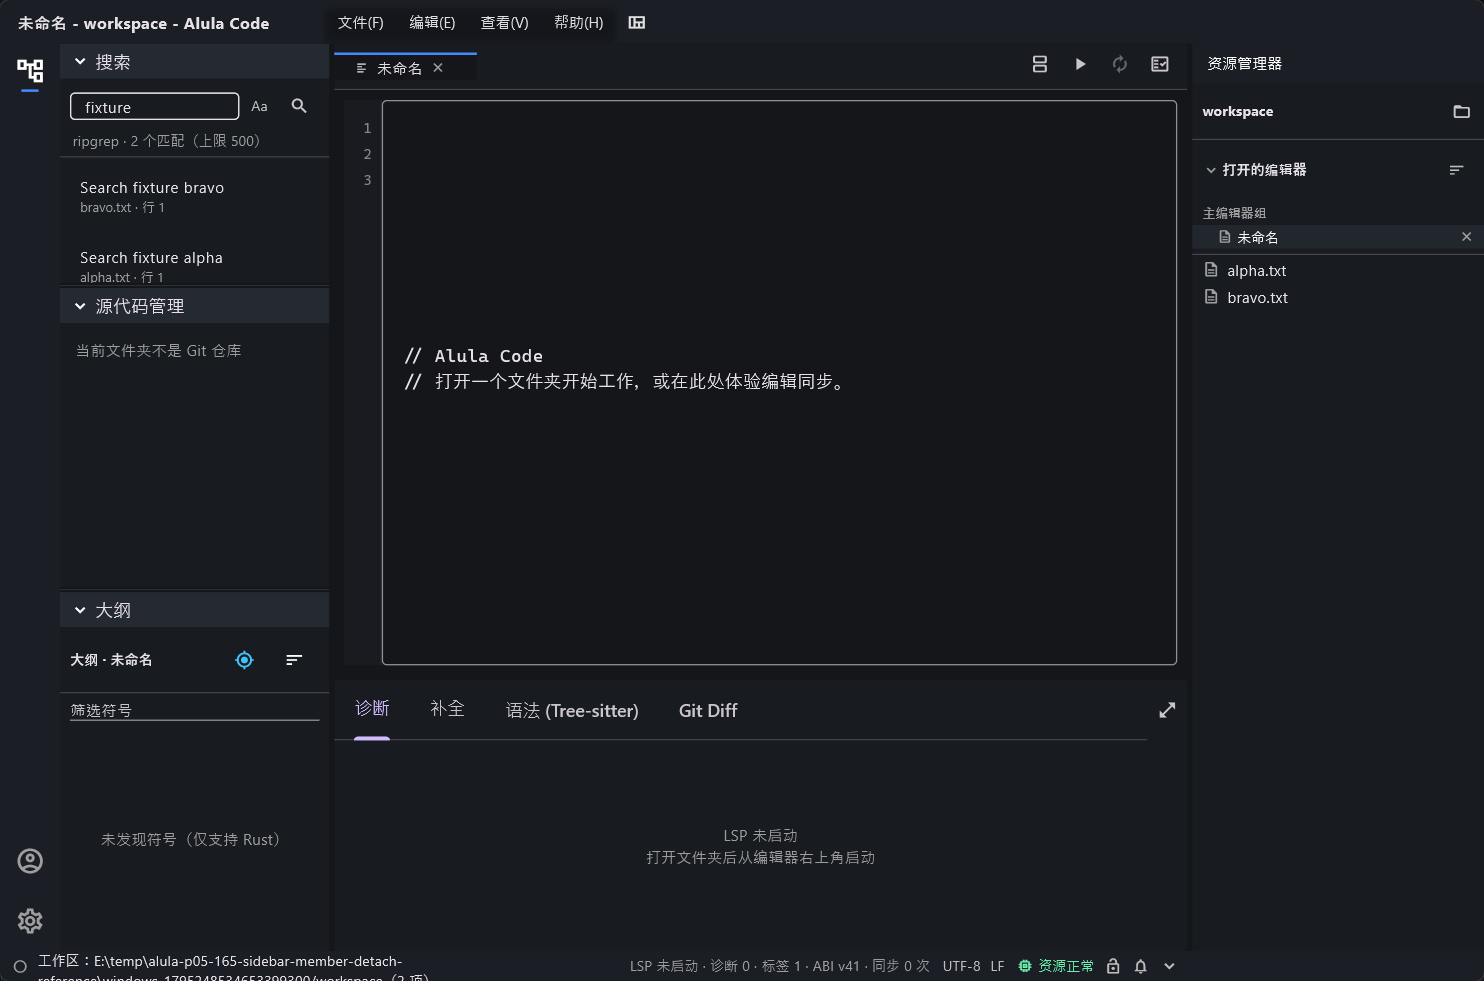 未命名 - workspace - Alula Code
文件(F) 编辑(E) 查看(V) 帮助(H)
搜索
fixture
Aa
ripgrep · 2 个匹配（上限 500）
Search fixture bravo
bravo.txt · 行 1
Search fixture alpha
alpha.txt · 行 1
源代码管理
当前文件夹不是 Git 仓库
大纲
大纲 · 未命名
筛选符号
未发现符号（仅支持 Rust）
未命名
1
2
3
// Alula Code
// 打开一个文件夹开始工作，或在此处体验编辑同步。
诊断 补全 语法 (Tree-sitter) Git Diff
LSP 未启动
打开文件夹后从编辑器右上角启动
资源管理器
workspace
打开的编辑器
主编辑器组
未命名
alpha.txt
bravo.txt
工作区：E:\temp\alula-p05-165-sidebar-member-detach-
reference\windows-1795248534653399300/workspace（2 项）
LSP 未启动 · 诊断 0 · 标签 1 · ABI v41 · 同步 0 次 UTF-8 LF 资源正常